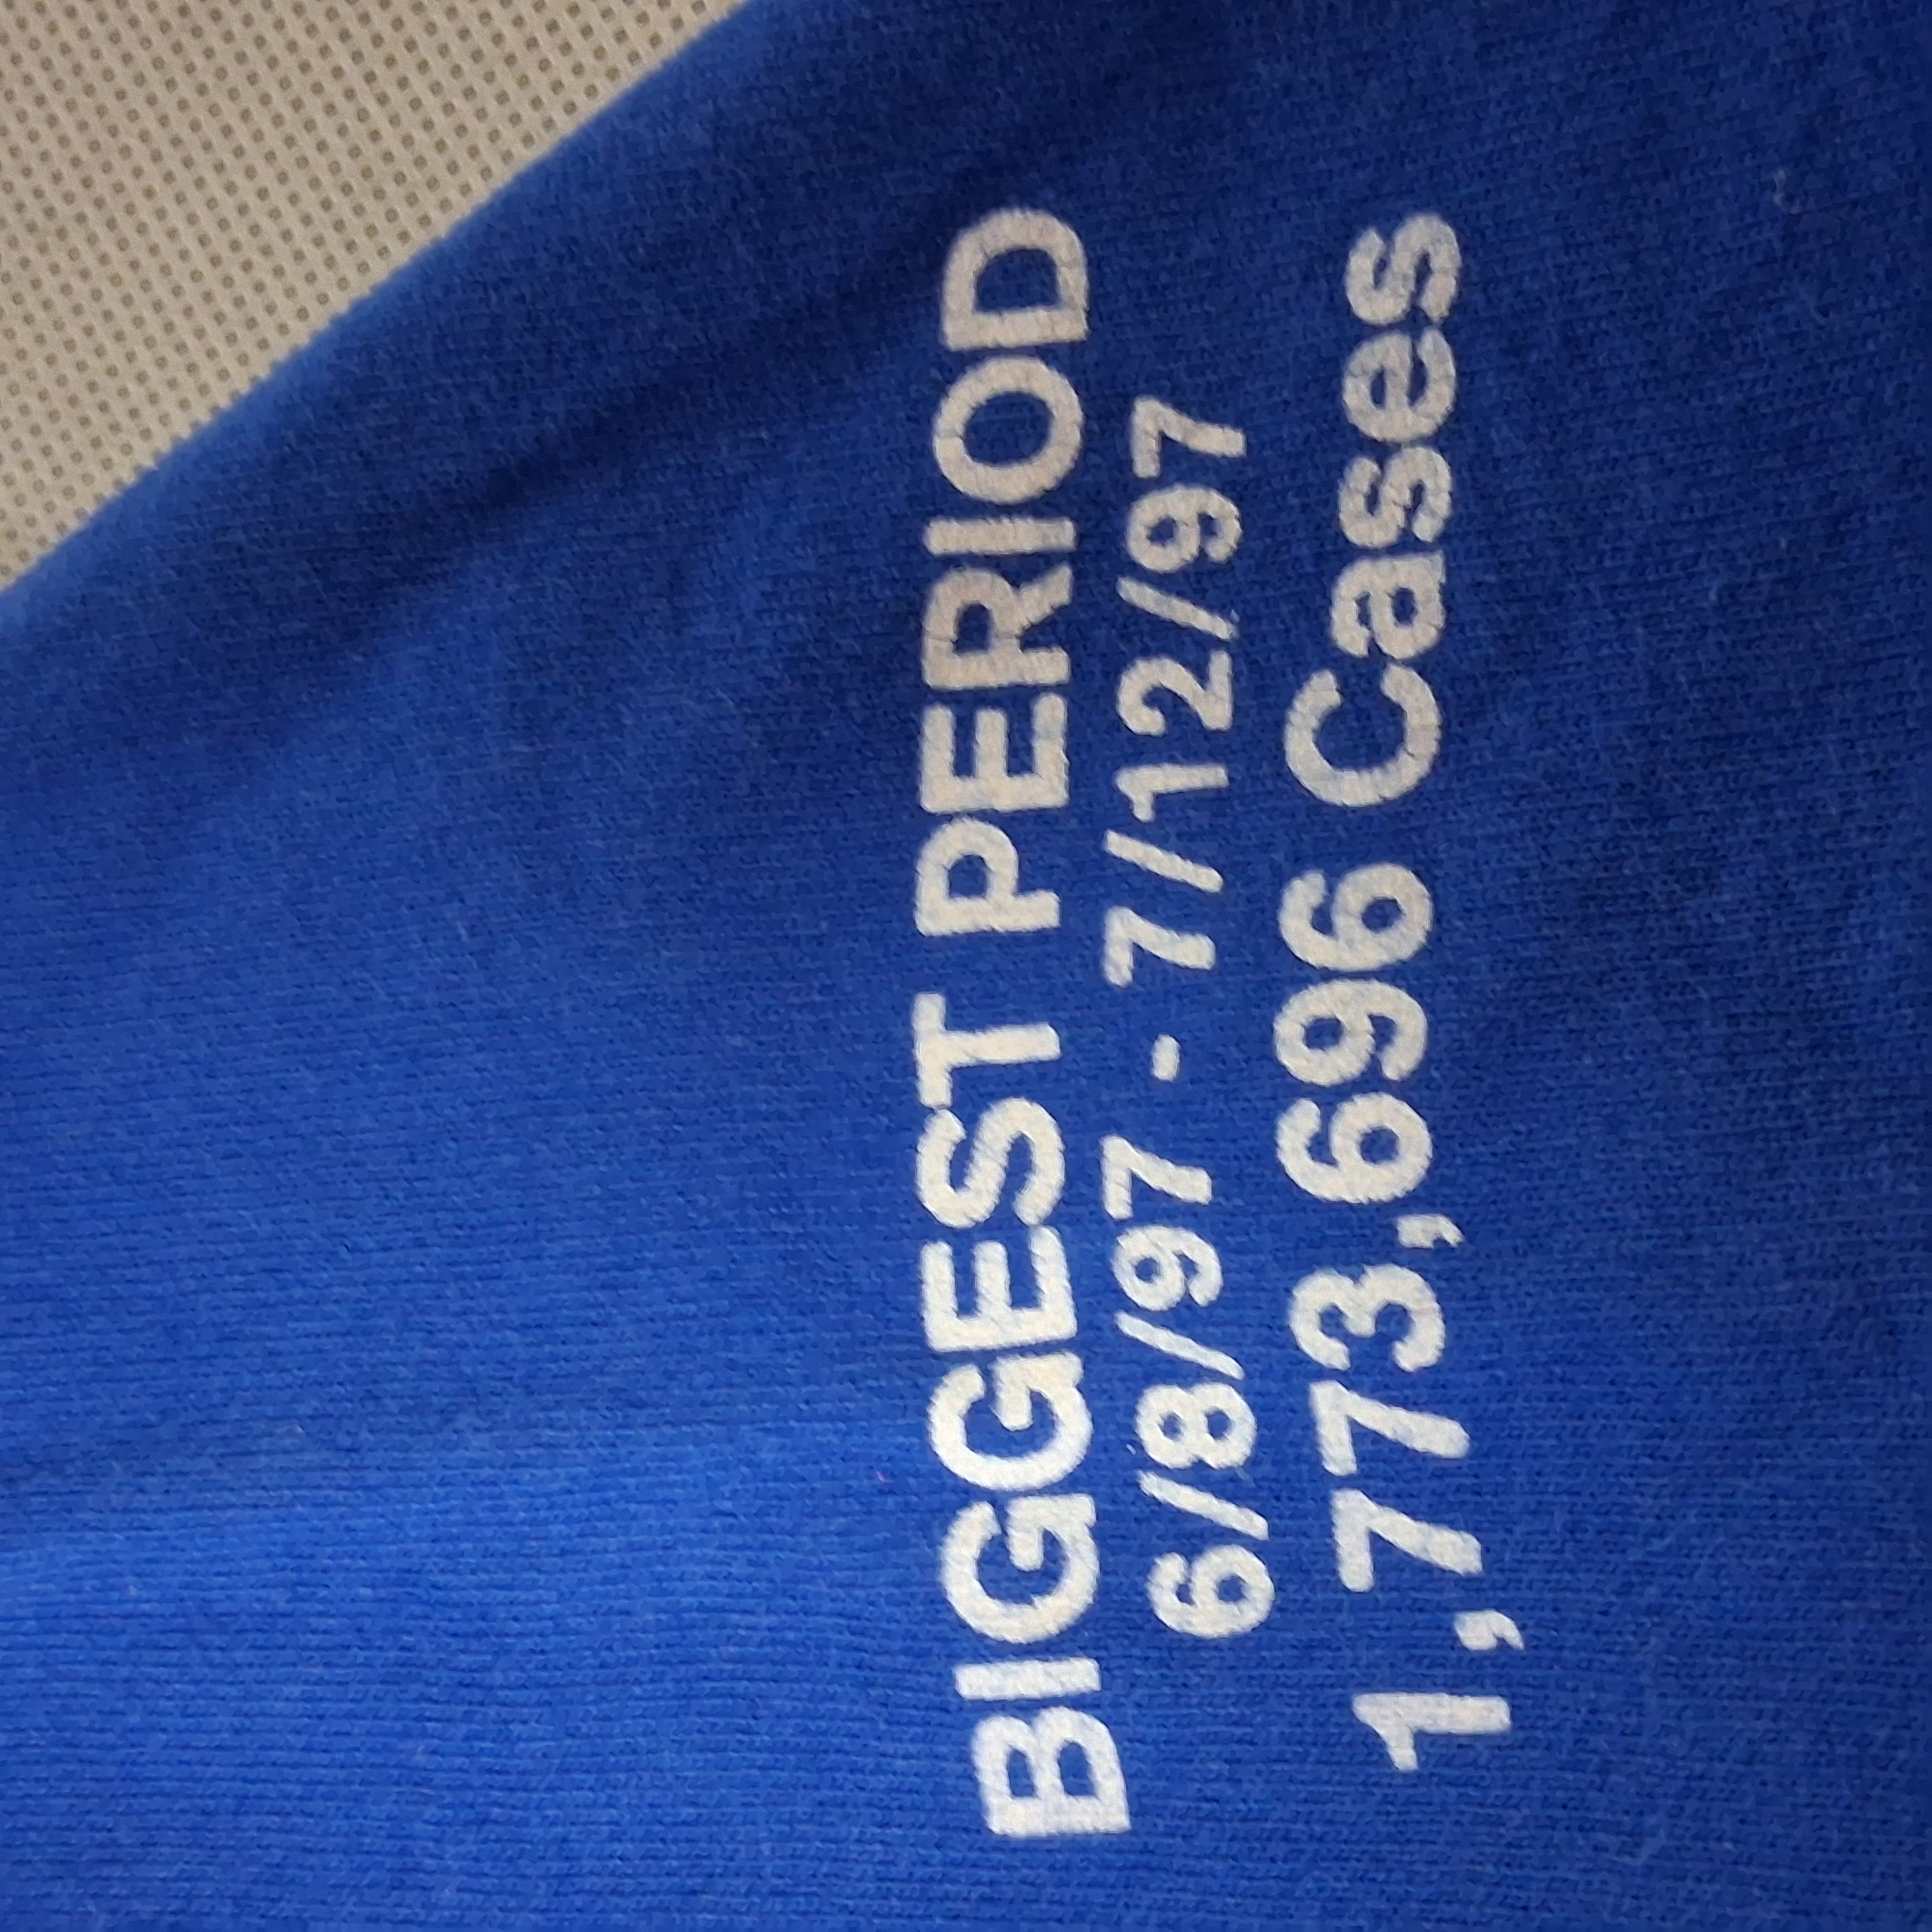 BIGGEST PERIOD
6/8/97 - 7/12/97
1,773,696 Cases